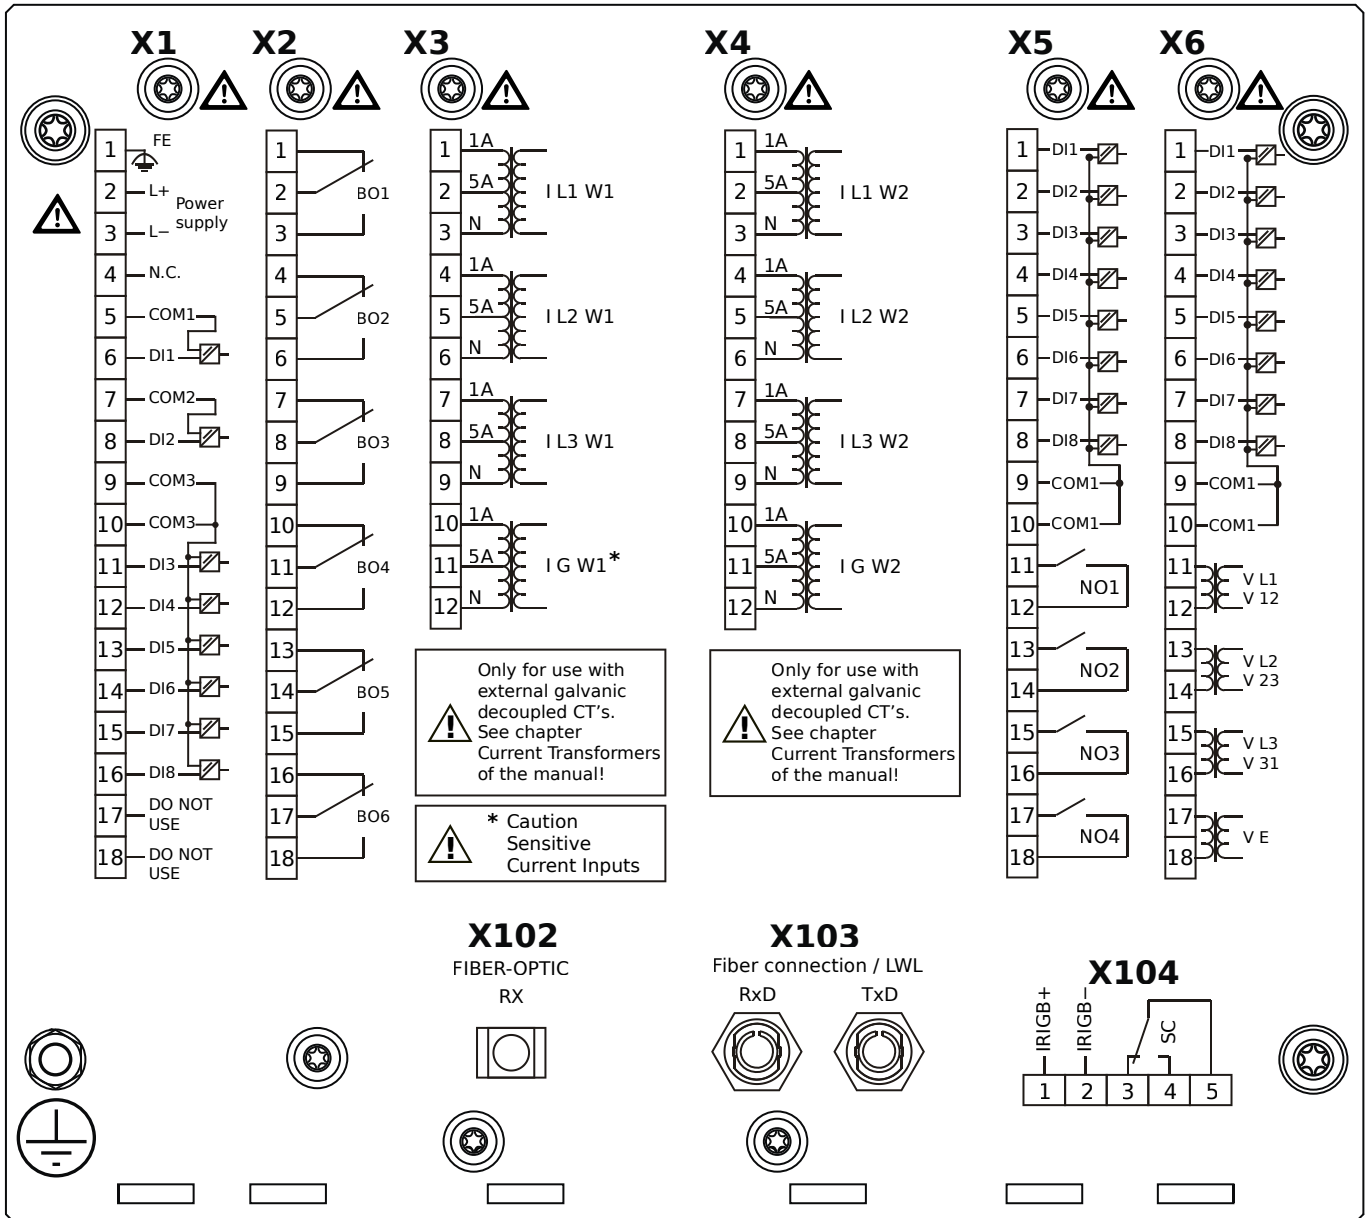 X1 X2 X3 X4 X5 X6
1 FE
2 L+
Power
supply
3 L−
4 N.C.
5 COM1
6 DI1
7 COM2
8 DI2
9 COM3
10 COM3
11 DI3
12 DI4
13 DI5
14 DI6
15 DI7
16 DI8
17 DO NOT
USE
18 DO NOT
USE
1
2 BO1
3
4
5 BO2
6
7
8 BO3
9
10
11 BO4
12
13
14 BO5
15
16
17 BO6
18
1 1A
2 5A I L1 W1
3 N
4 1A
5 5A I L2 W1
6 N
7 1A
8 5A I L3 W1
9 N
10 1A
11 5A I G W1*
12 N
Only for use with
external galvanic
decoupled CT's.
See chapter
Current Transformers
of the manual!
* Caution
Sensitive
Current Inputs
1 1A
2 5A I L1 W2
3 N
4 1A
5 5A I L2 W2
6 N
7 1A
8 5A I L3 W2
9 N
10 1A
11 5A I G W2
12 N
Only for use with
external galvanic
decoupled CT's.
See chapter
Current Transformers
of the manual!
1 DI1
2 DI2
3 DI3
4 DI4
5 DI5
6 DI6
7 DI7
8 DI8
9 COM1
10 COM1
11
NO1
12
13
NO2
14
15
NO3
16
17
NO4
18
1 DI1
2 DI2
3 DI3
4 DI4
5 DI5
6 DI6
7 DI7
8 DI8
9 COM1
10 COM1
11 V L1
12 V 12
13 V L2
14 V 23
15 V L3
16 V 31
17
V E
18
X102
FIBER-OPTIC
RX
X103
Fiber connection / LWL
RxD TxD
X104
IRIGB+ IRIGB− SC
1 2 3 4 5